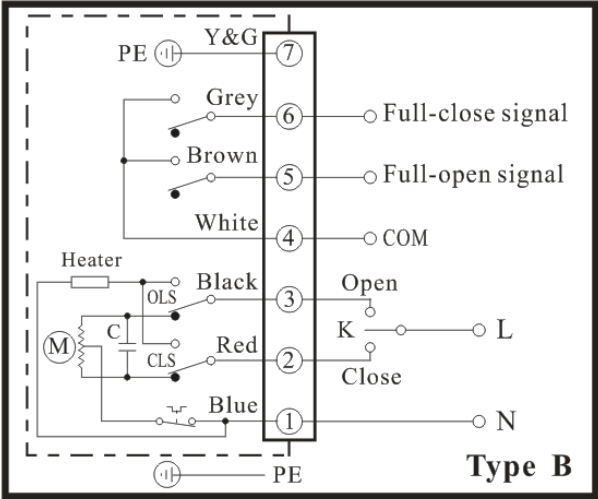 Y&G
PE 7
Grey 6 Full-close signal
Brown 5 Full-open signal
White 4 COM
Heater
OLS Black 3 Open
M C K L
CLS Red 2 Close
Blue 1 N
PE
Type B